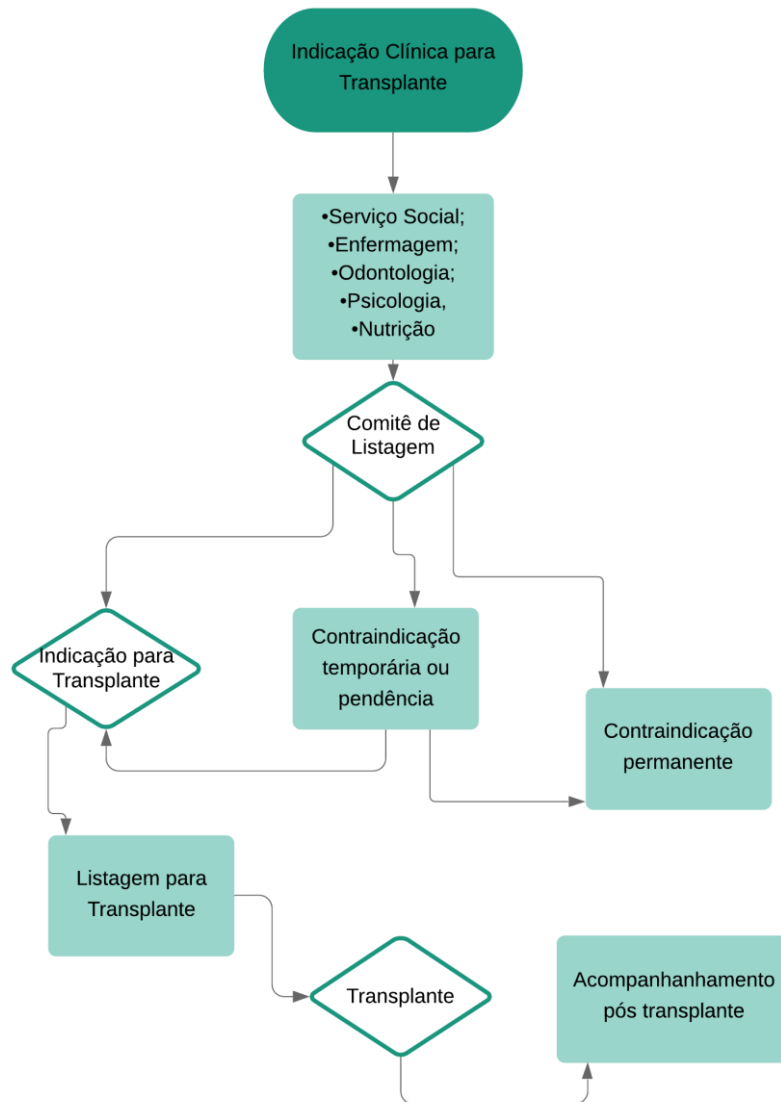 Indicação Clínica para
Transplante
•Serviço Social;
•Enfermagem;
•Odontologia;
•Psicologia,
•Nutrição
Comitê de
Listagem
Indicação para
Transplante
Contraindicação
temporária ou
pendência
Contraindicação
permanente
Listagem para
Transplante
Transplante
Acompanhanhamento
pós transplante